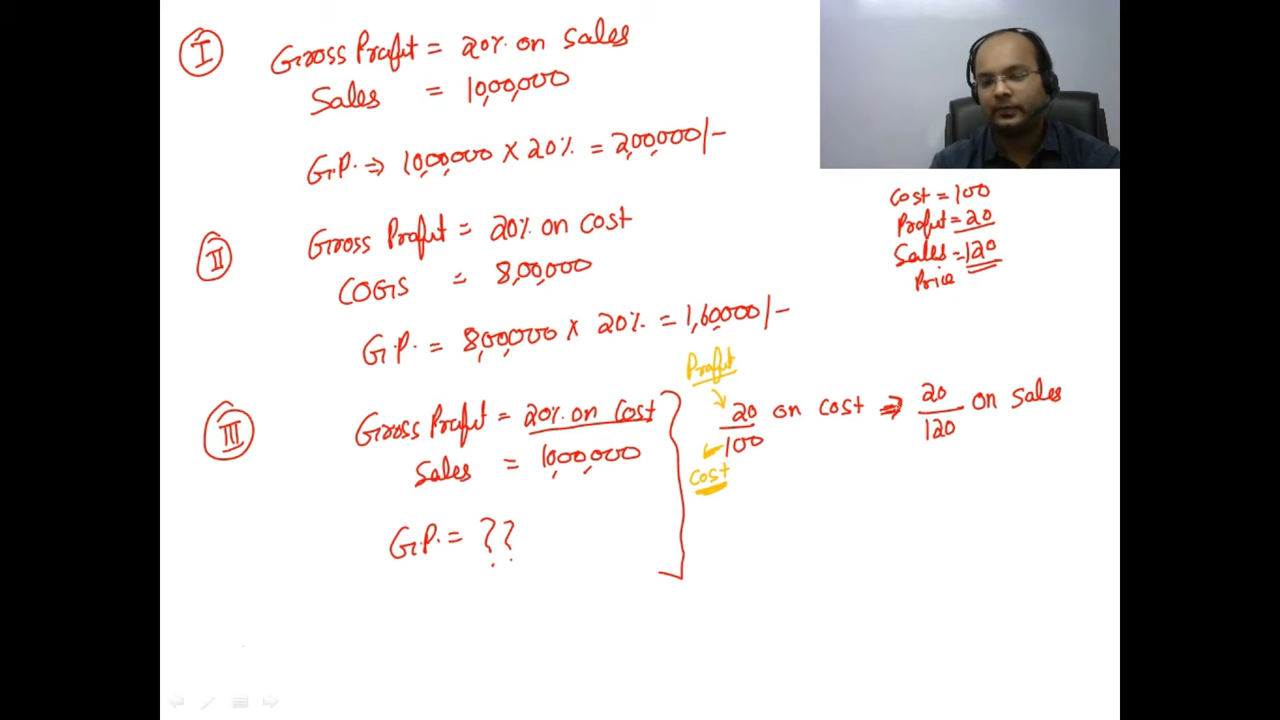 I
Gross Profit = 20% on sales
Sales = 10,00,000
G.P. ⇒ 10,00,000 × 20% = 2,00,000/-
Cost = 100
Profit = 20
Sales = 120
Price
II
Gross Profit = 20% on cost
COGS = 8,00,000
G.P. = 8,00,000 × 20% = 1,60,000/-
III
Gross Profit = 20% on cost
Sales = 10,00,000
G.P. = ??
Profit
20/100 on cost ⇒ 20/120 on sales
Cost